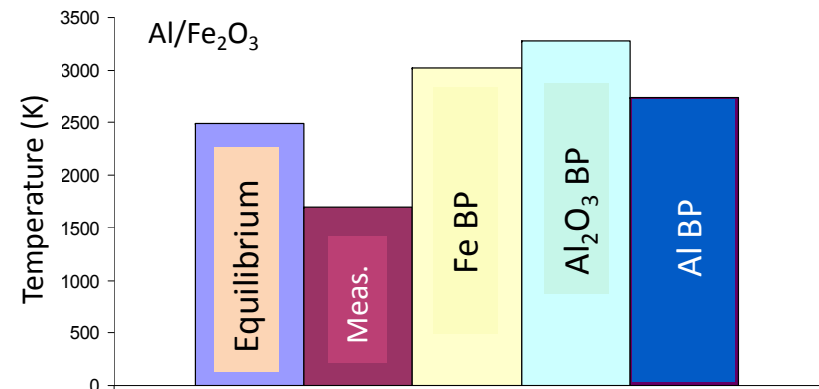 Al/Fe₂O₃
Temperature (K)
3500
3000
2500
2000
1500
1000
500
0
Equilibrium
Meas.
Fe BP
Al₂O₃ BP
Al BP